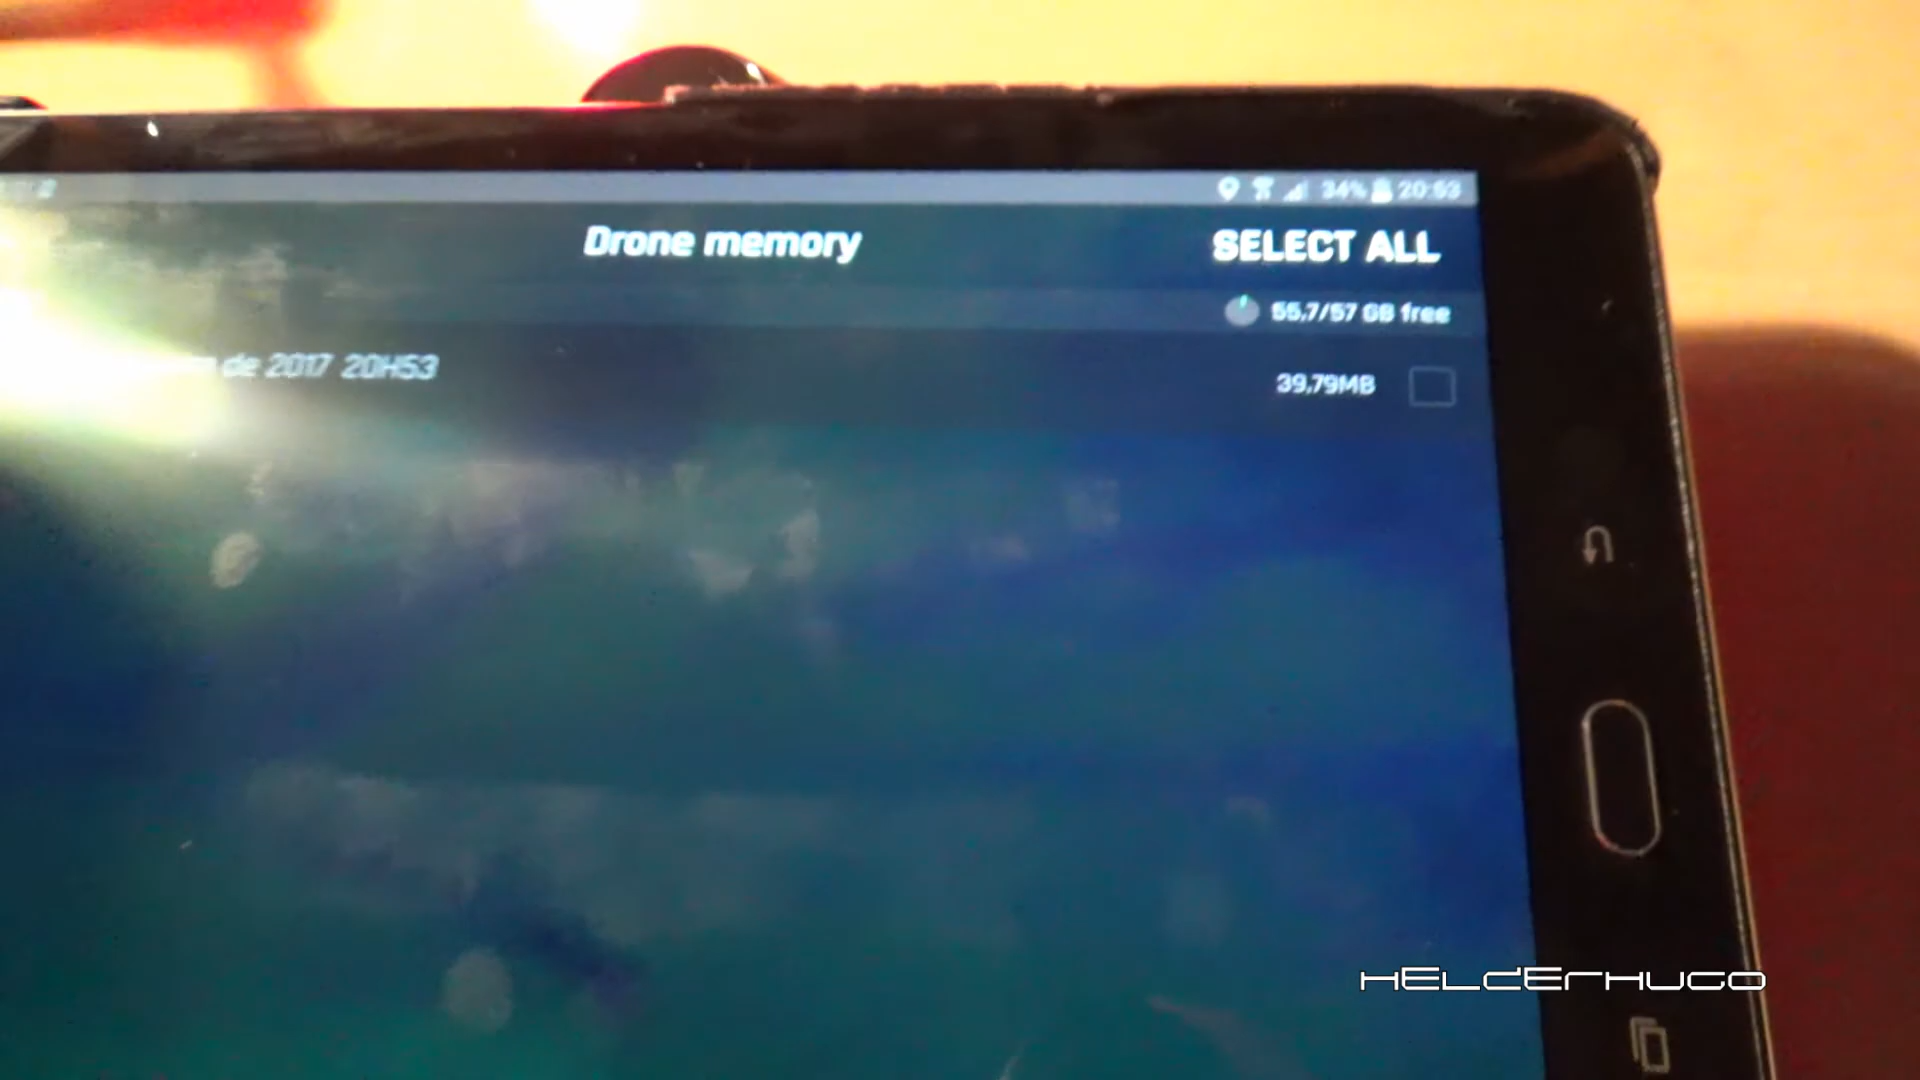 34% 20:53
Drone memory SELECT ALL
55,7/57 GB free
de 2017 20H53
39,79MB
HELDERHUGO